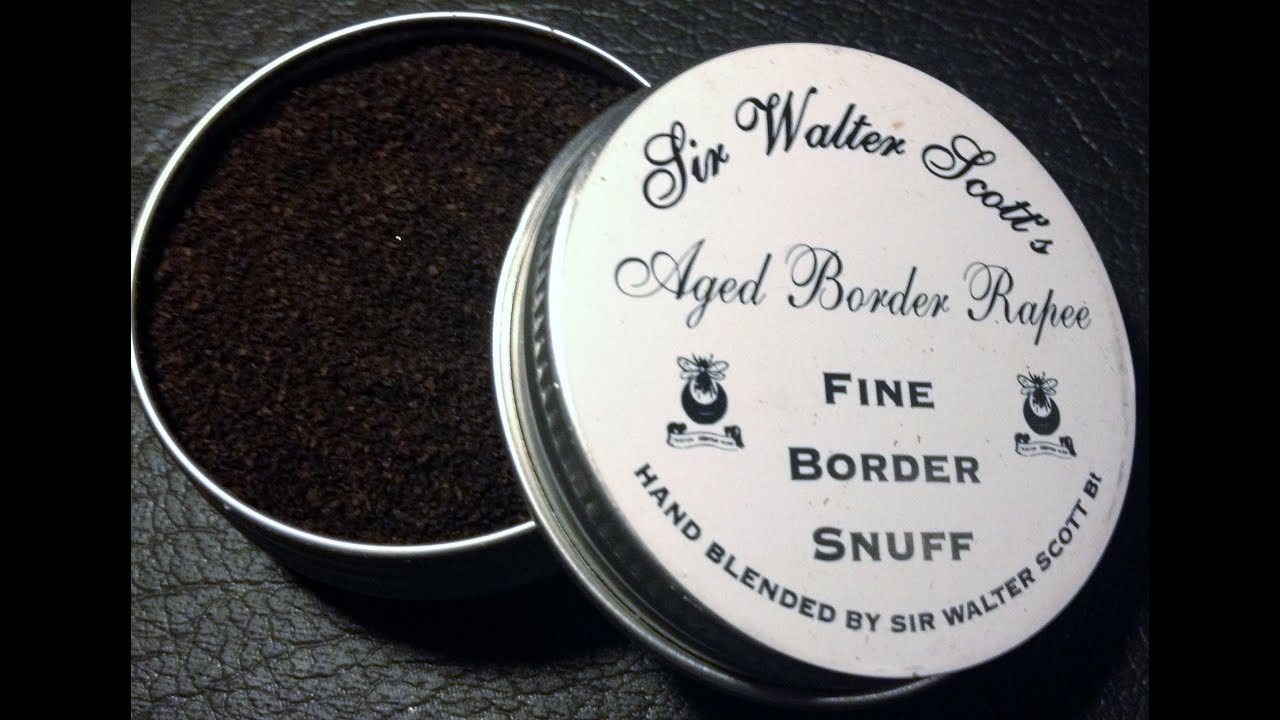 Sir Walter Scott's
Aged Border Rapee
FINE
BORDER
SNUFF
HAND BLENDED BY SIR WALTER SCOTT Bt